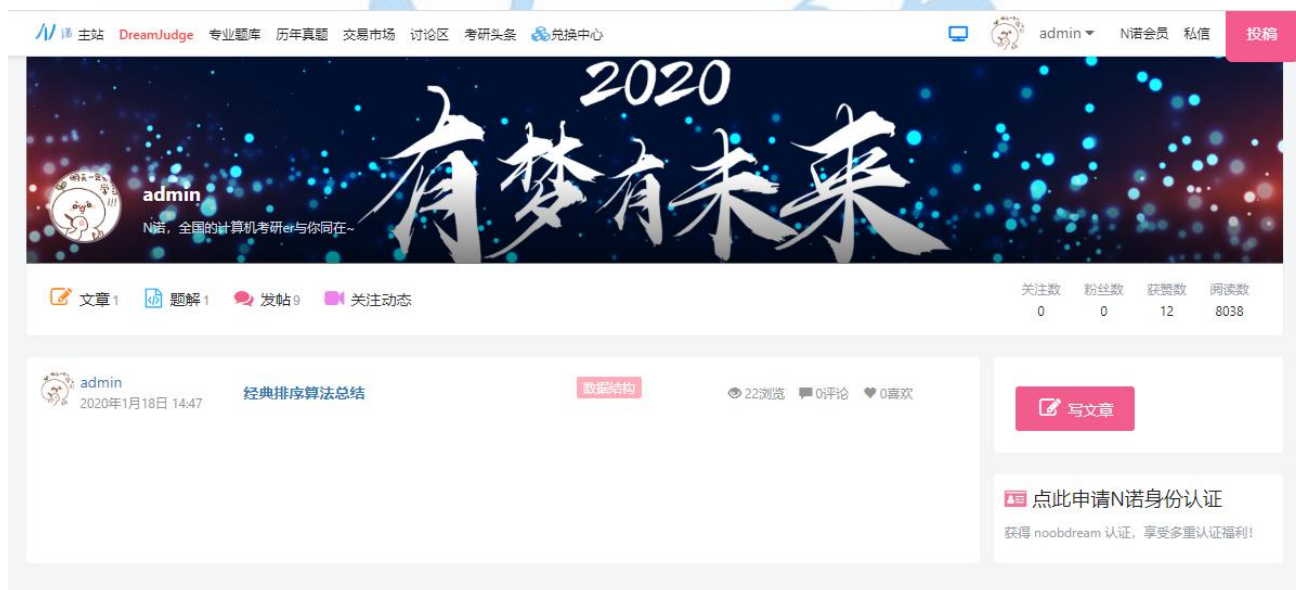 N诺 主站 DreamJudge 专业题库 历年真题 交易市场 讨论区 考研头条 兑换中心 admin N诺会员 私信 投稿
2020
有梦有未来
admin
N诺，全国的计算机考研er与你同在~
文章1 题解1 发帖9 关注动态
关注数 粉丝数 获赞数 阅读数
0 0 12 8038
admin
2020年1月18日 14:47
经典排序算法总结
数据结构
22浏览 0评论 0喜欢
写文章
点此申请N诺身份认证
获得 noobdream 认证，享受多重认证福利!